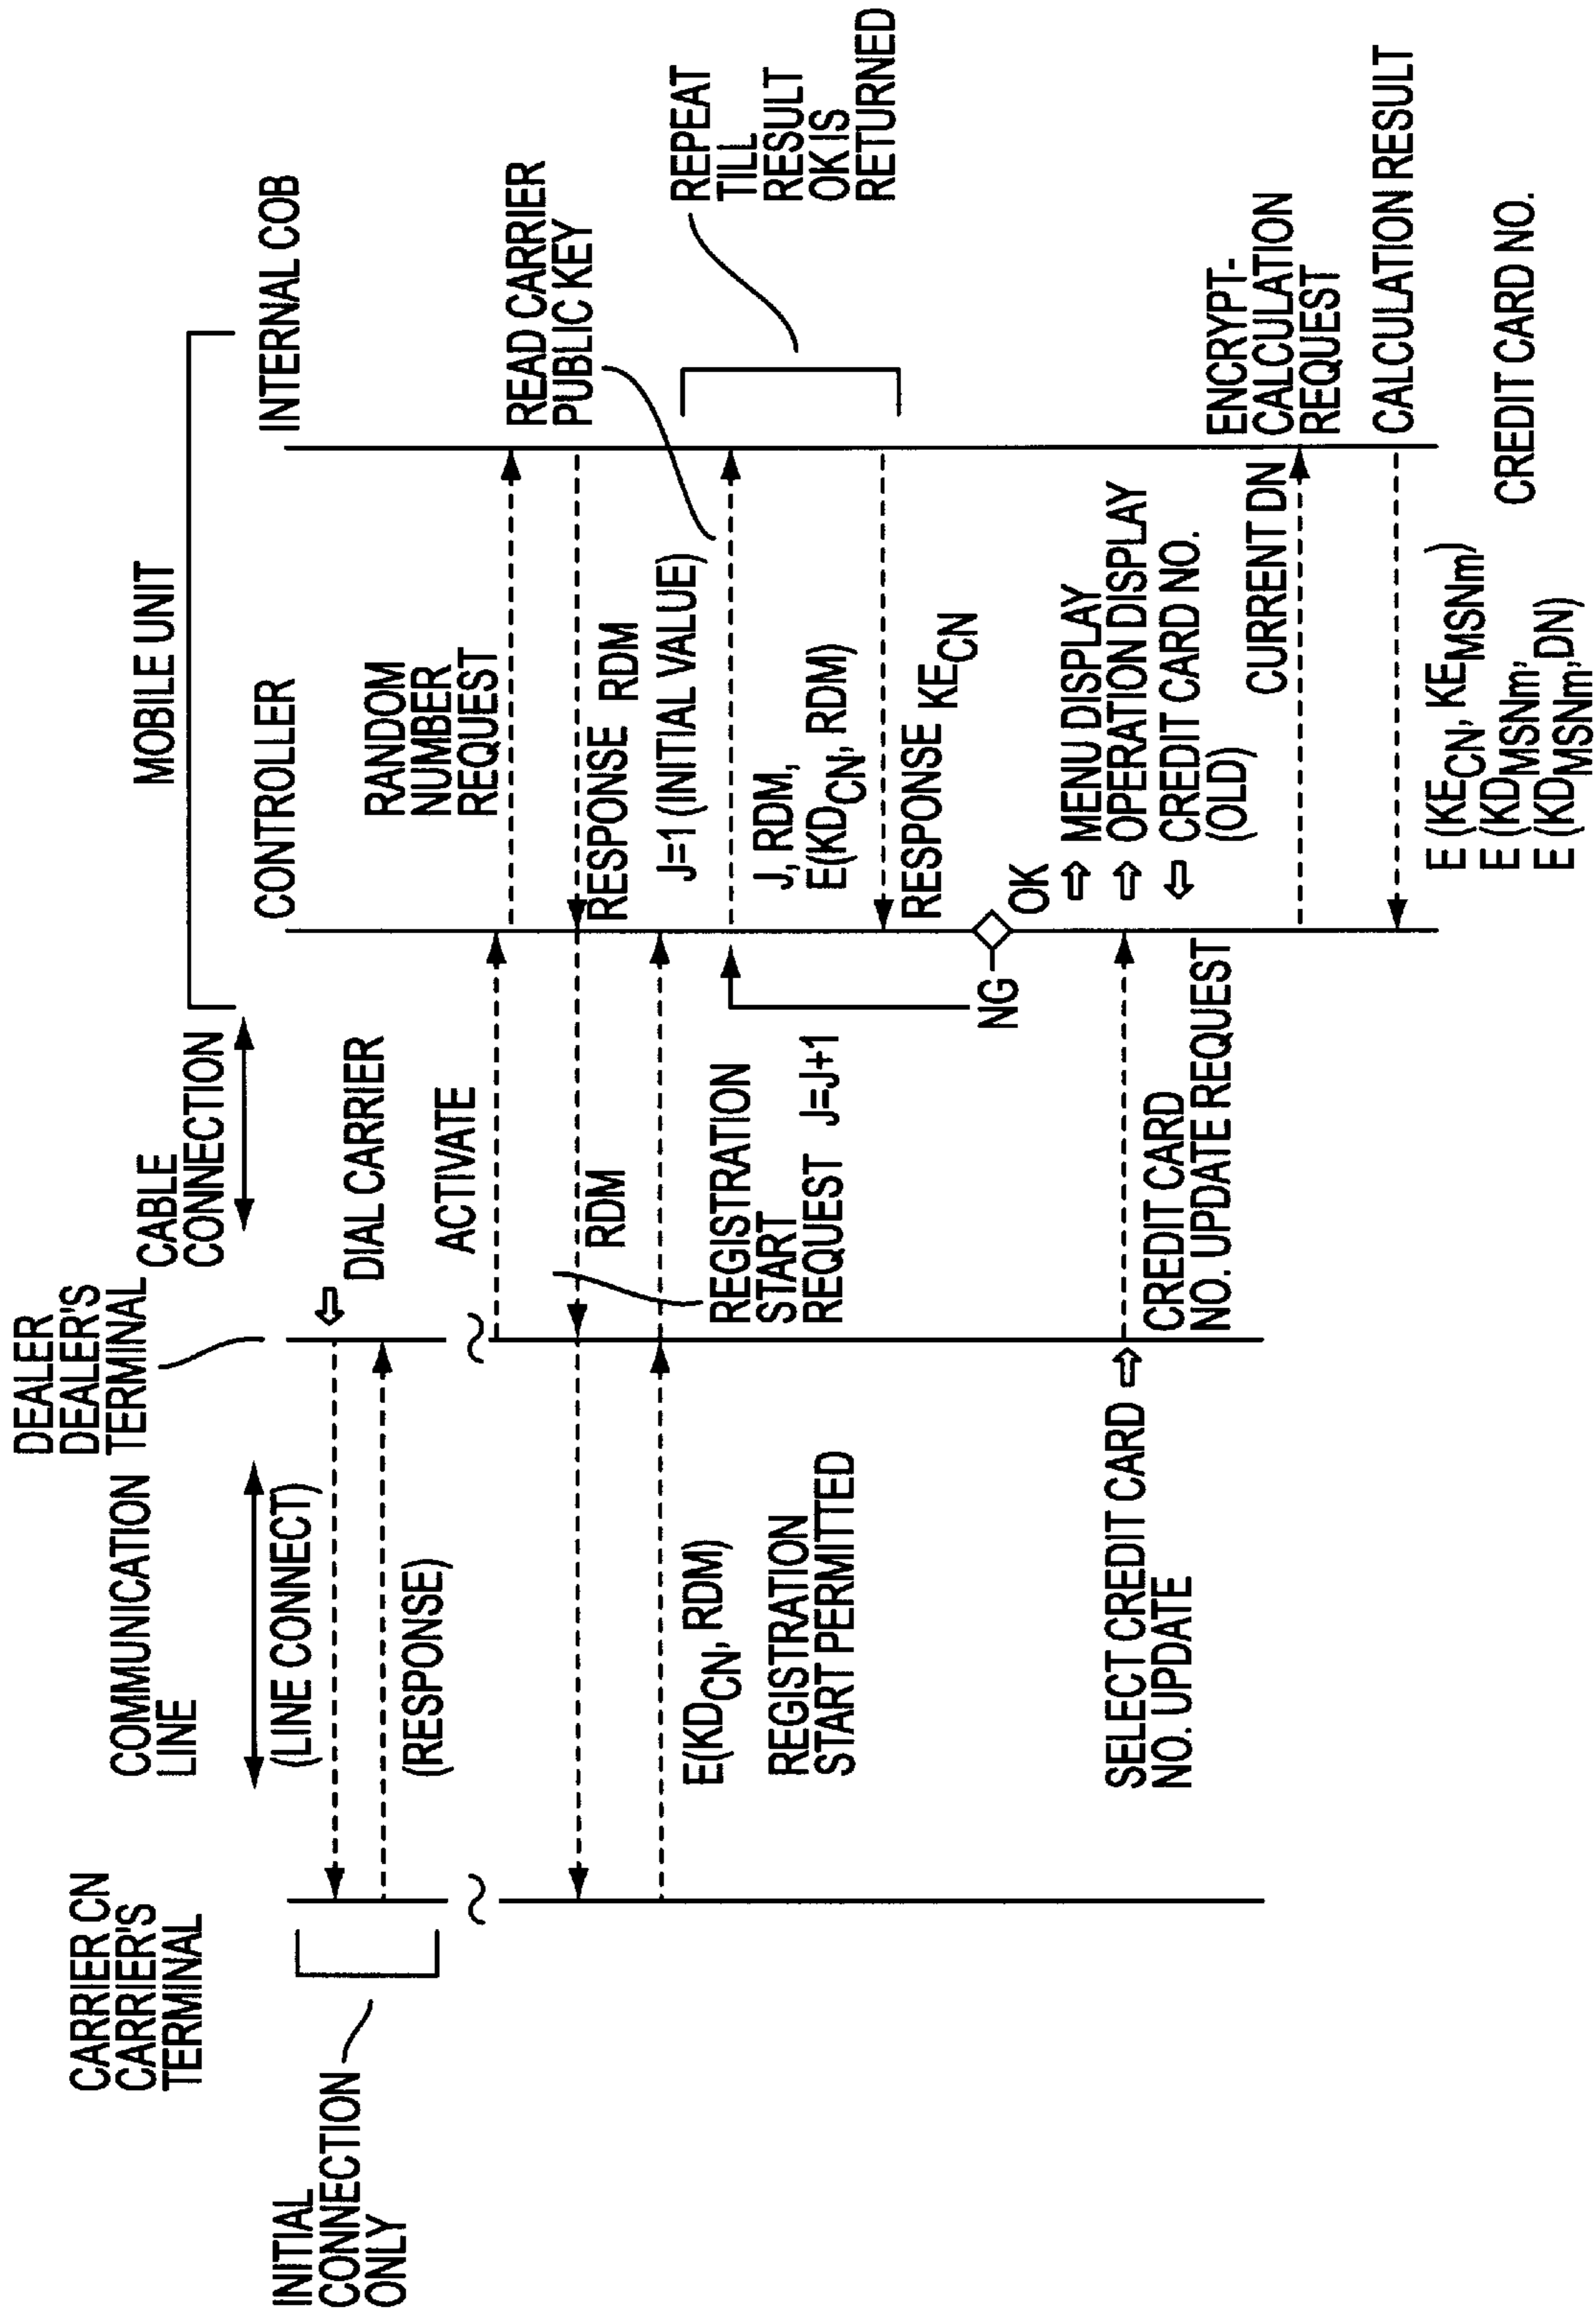 CARRIER CN
CARRIER'S
TERMINAL
COMMUNICATION
LINE
DEALER
DEALER'S
TERMINAL
CABLE
CONNECTION
MOBILE UNIT
CONTROLLER
INTERNAL COB
INITIAL
CONNECTION
ONLY
(LINE CONNECT)
(RESPONSE)
DIAL CARRIER
ACTIVATE
RANDOM
NUMBER
REQUEST
READ CARRIER
PUBLIC KEY
RDM
RESPONSE RDM
J=1 (INITIAL VALUE)
REPEAT
TILL
RESULT
OK IS
RETURNED
E(KDCN, RDM)
REGISTRATION
START PERMITTED
REGISTRATION
START
REQUEST J=J+1
J, RDM,
E(KDCN, RDM)
RESPONSE KECN
NG
OK
MENU DISPLAY
OPERATION DISPLAY
CREDIT CARD NO.
(OLD)
SELECT CREDIT CARD
NO. UPDATE
CREDIT CARD
NO. UPDATE REQUEST
CURRENT DN
ENCRYPT-
CALCULATION
REQUEST
CALCULATION RESULT
E (KECN, KEMSNm)
E (KDMSNm,
CREDIT CARD NO.
E (KDMSNm, DN)